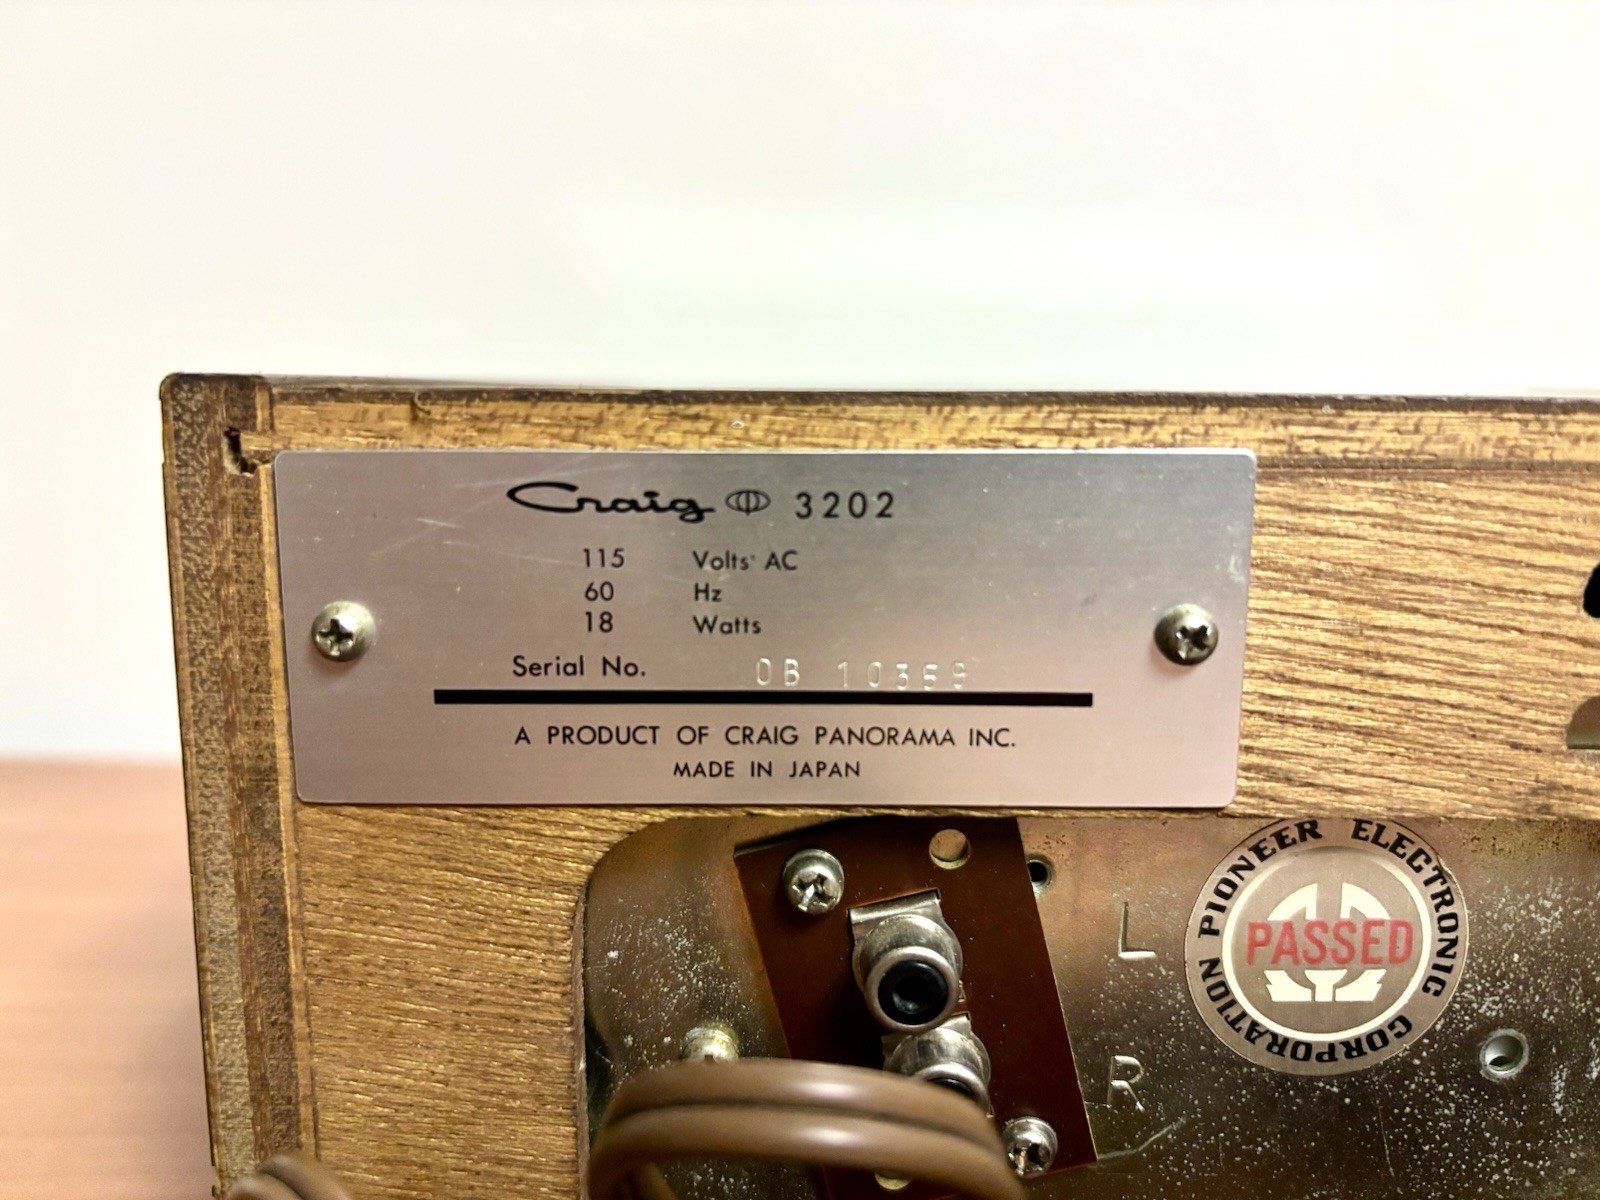 Craig 3202
115 Volts AC
60 Hz
18 Watts
Serial No. OB 10369
A PRODUCT OF CRAIG PANORAMA INC.
MADE IN JAPAN
L
R
PIONEER ELECTRONIC CORPORATION
PASSED